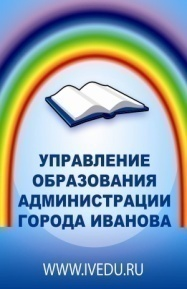 УПРАВЛЕНИЕ
ОБРАЗОВАНИЯ
АДМИНИСТРАЦИИ
ГОРОДА ИВАНОВА
WWW.IVEDU.RU